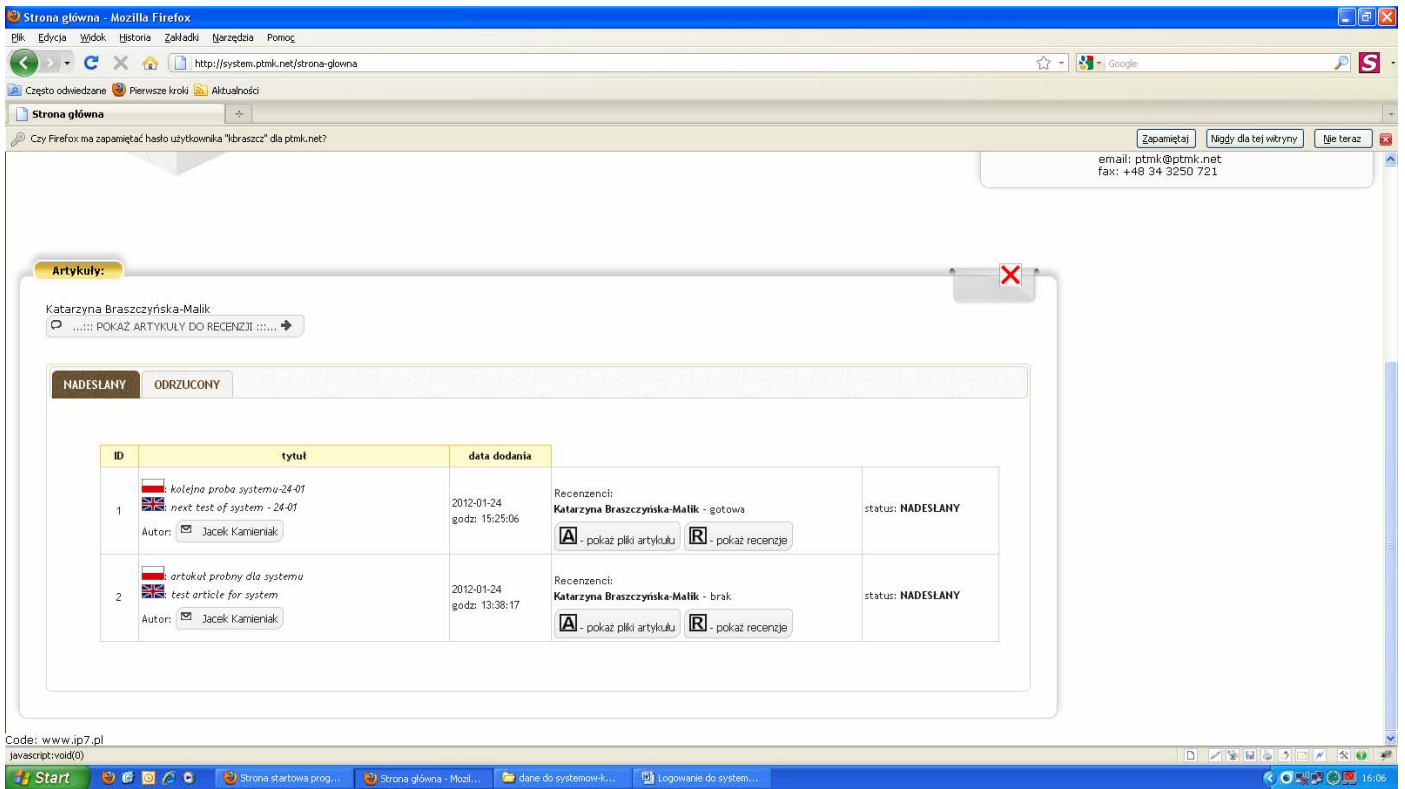 Strona główna - Mozilla Firefox
Plik Edycja Widok Historia Zakładki Narzędzia Pomoc
http://system.ptmk.net/strona-glowna
Google
S
Często odwiedzane Pierwsze kroki Aktualności
Strona główna
Czy Firefox ma zapamiętać hasło użytkownika "kbraszcz" dla ptmk.net? Zapamiętaj Nigdy dla tej witryny Nie teraz
email: ptmk@ptmk.net
fax: +48 34 3250 721
Artykuły:
Katarzyna Braszczyńska-Malik
...::: POKAŻ ARTYKUŁY DO RECENZJI :::...
NADESŁANY ODRZUCONY
ID tytuł data dodania
1
: kolejna proba systemu-24-01
: next test of system - 24-01
Autor: Jacek Kamieniak
2012-01-24
godz: 15:25:06
Recenzenci:
Katarzyna Braszczyńska-Malik - gotowa
A - pokaż pliki artykułu R - pokaż recenzje
status: NADESŁANY
2
: artukuł probny dla systemu
: test article for system
Autor: Jacek Kamieniak
2012-01-24
godz: 13:38:17
Recenzenci:
Katarzyna Braszczyńska-Malik - brak
A - pokaż pliki artykułu R - pokaż recenzje
status: NADESŁANY
Code: www.ip7.pl
javascript:void(0)
Start Strona startowa prog... Strona główna - Mozil... dane do systemow-k... Logowanie do system... 16:06